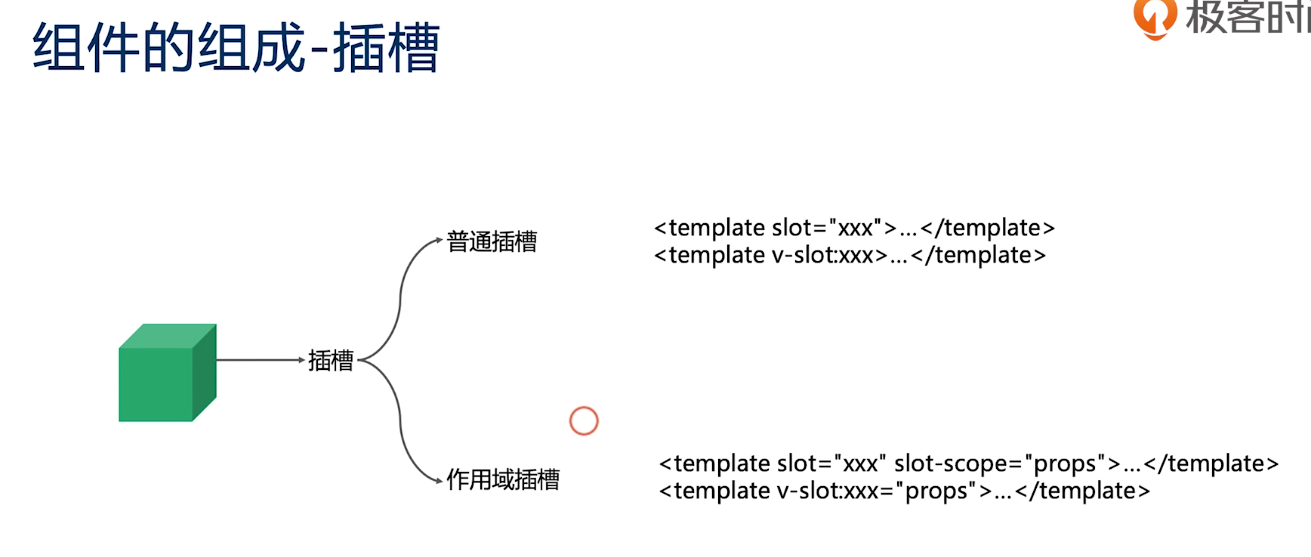 组件的组成-插槽
极客时
普通插槽
<template slot="xxx">...</template>
<template v-slot:xxx>...</template>
插槽
作用域插槽
<template slot="xxx" slot-scope="props">...</template>
<template v-slot:xxx="props">...</template>